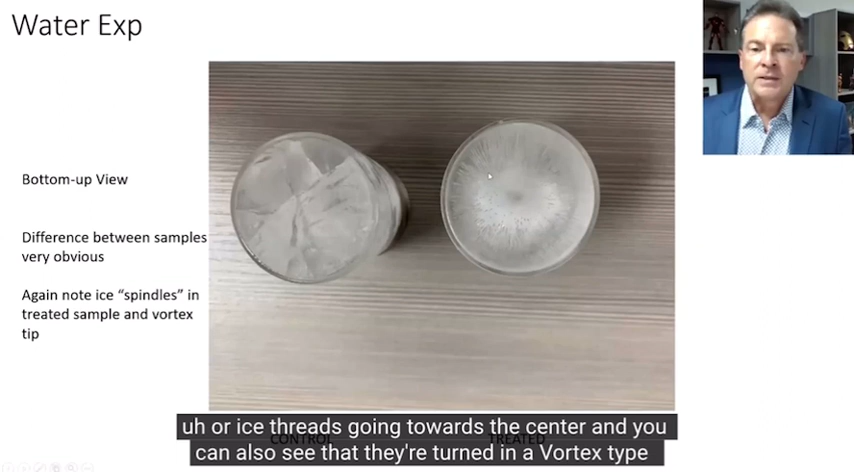 Water Exp
Bottom-up View
Difference between samples
very obvious
Again note ice “spindles” in
treated sample and vortex
tip
CONTROL
TREATED
uh or ice threads going towards the center and you
can also see that they're turned in a Vortex type